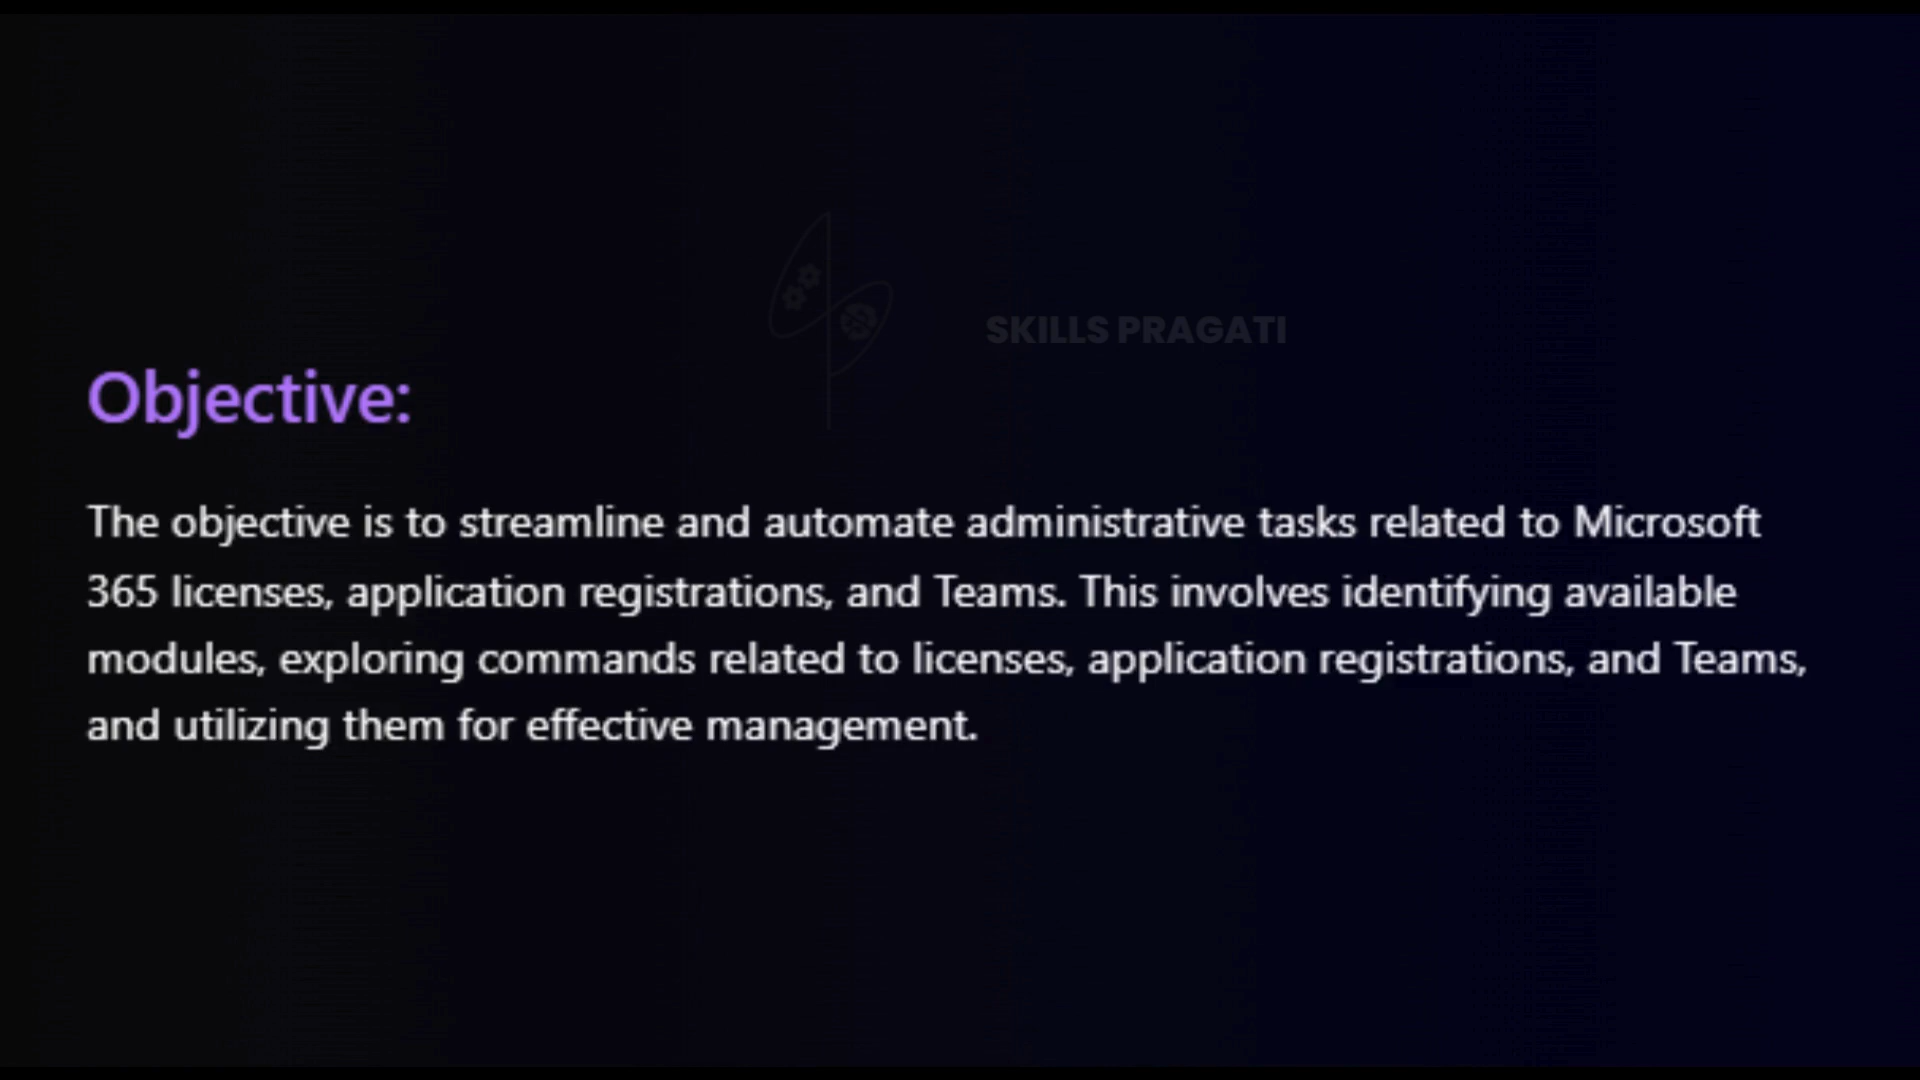 SKILLS PRAGATI
Objective:
The objective is to streamline and automate administrative tasks related to Microsoft
365 licenses, application registrations, and Teams. This involves identifying available
modules, exploring commands related to licenses, application registrations, and Teams,
and utilizing them for effective management.